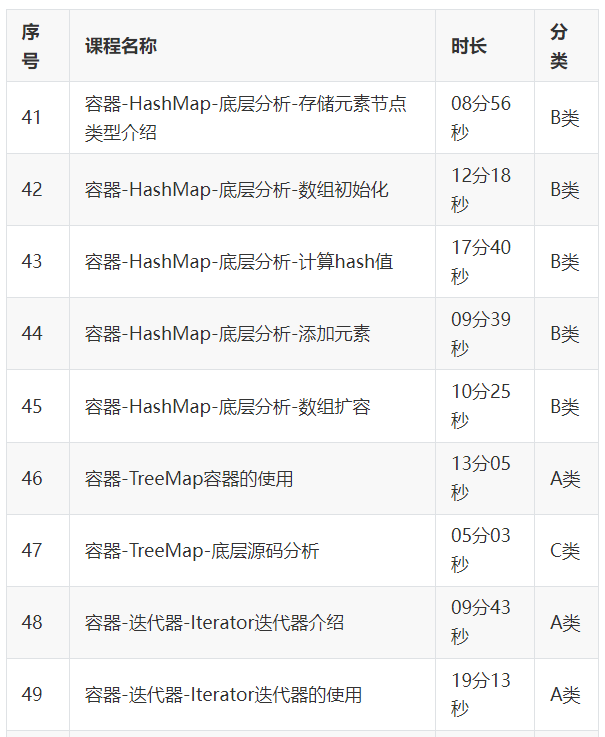 序号 课程名称 时长 分类
41 容器-HashMap-底层分析-存储元素节点类型介绍 08分56秒 B类
42 容器-HashMap-底层分析-数组初始化 12分18秒 B类
43 容器-HashMap-底层分析-计算hash值 17分40秒 B类
44 容器-HashMap-底层分析-添加元素 09分39秒 B类
45 容器-HashMap-底层分析-数组扩容 10分25秒 B类
46 容器-TreeMap容器的使用 13分05秒 A类
47 容器-TreeMap-底层源码分析 05分03秒 C类
48 容器-迭代器-Iterator迭代器介绍 09分43秒 A类
49 容器-迭代器-Iterator迭代器的使用 19分13秒 A类